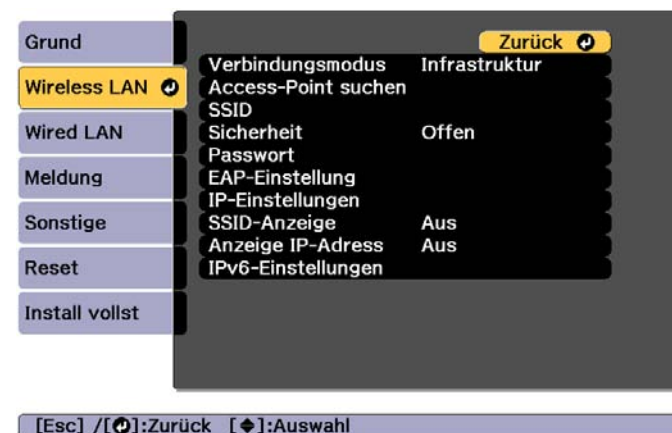 Grund
Wireless LAN
Wired LAN
Meldung
Sonstige
Reset
Install vollst
Zurück
Verbindungsmodus Infrastruktur
Access-Point suchen
SSID
Sicherheit Offen
Passwort
EAP-Einstellung
IP-Einstellungen
SSID-Anzeige Aus
Anzeige IP-Adress Aus
IPv6-Einstellungen
[Esc] /[ ]:Zurück [ ]:Auswahl